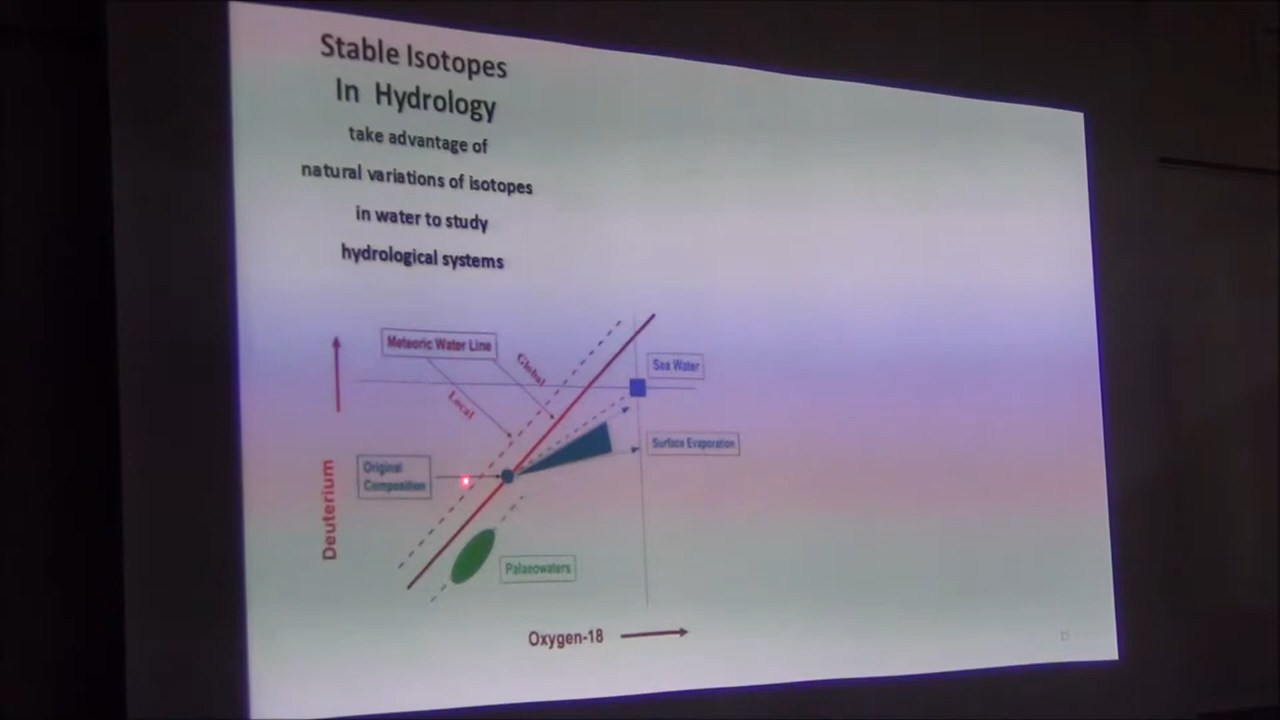 Stable Isotopes
In Hydrology
take advantage of
natural variations of isotopes
in water to study
hydrological systems
Meteoric Water Line
Global
Local
Sea Water
Surface Evaporation
Original
Composition
Deuterium
Palaeowaters
Oxygen-18